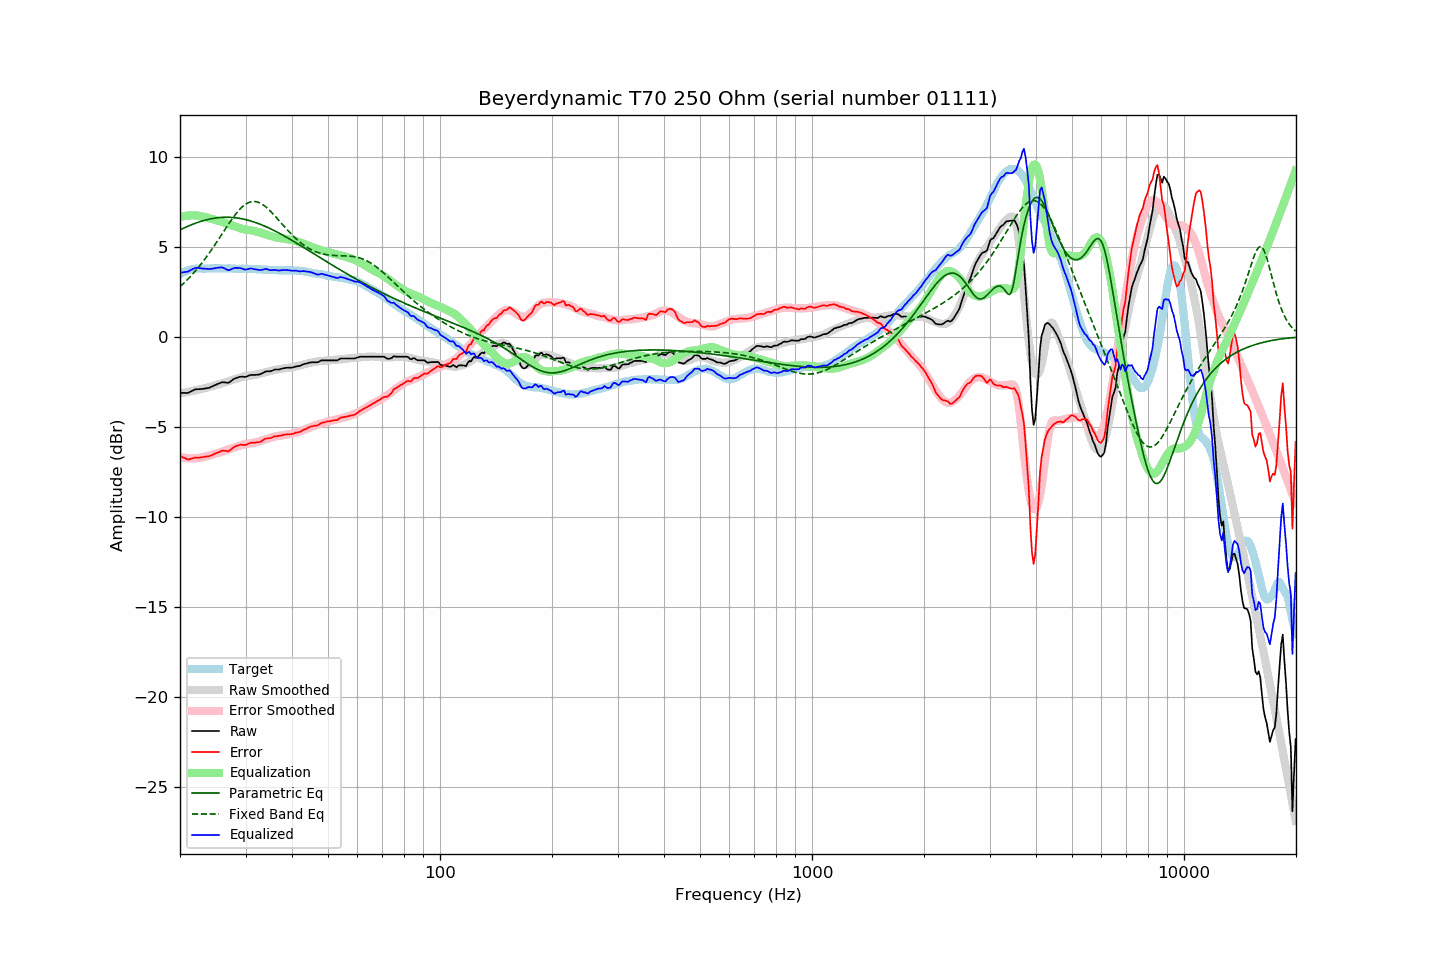 Beyerdynamic T70 250 Ohm (serial number 01111)
10
5
0
−5
−10
−15
−20
−25
Amplitude (dBr)
Target
Raw Smoothed
Error Smoothed
Raw
Error
Equalization
Parametric Eq
Fixed Band Eq
Equalized
100
1000
10000
Frequency (Hz)